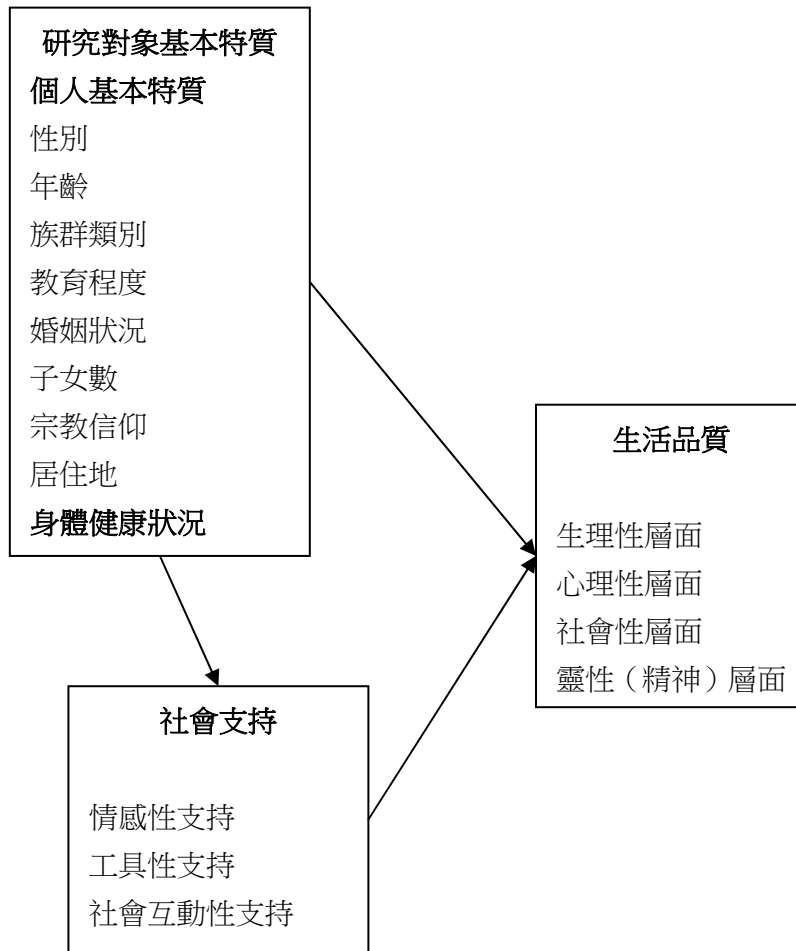 研究對象基本特質
個人基本特質
性別
年齡
族群類別
教育程度
婚姻狀況
子女數
宗教信仰
居住地
身體健康狀況
生活品質
生理性層面
心理性層面
社會性層面
靈性（精神）層面
社會支持
情感性支持
工具性支持
社會互動性支持